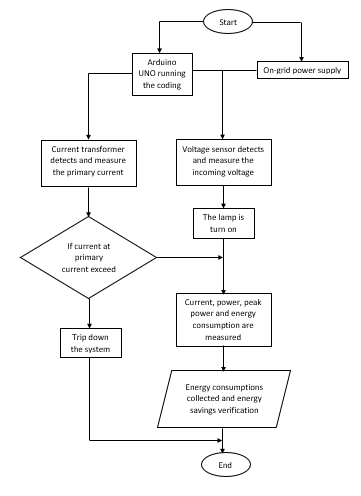 Start
Arduino
UNO running
the coding
On-grid power supply
Current transformer
detects and measure
the primary current
Voltage sensor detects
and measure the
incoming voltage
The lamp is
turn on
If current at
primary
current exceed
Current, power, peak
power and energy
consumption are
measured
Trip down
the system
Energy consumptions
collected and energy
savings verification
End